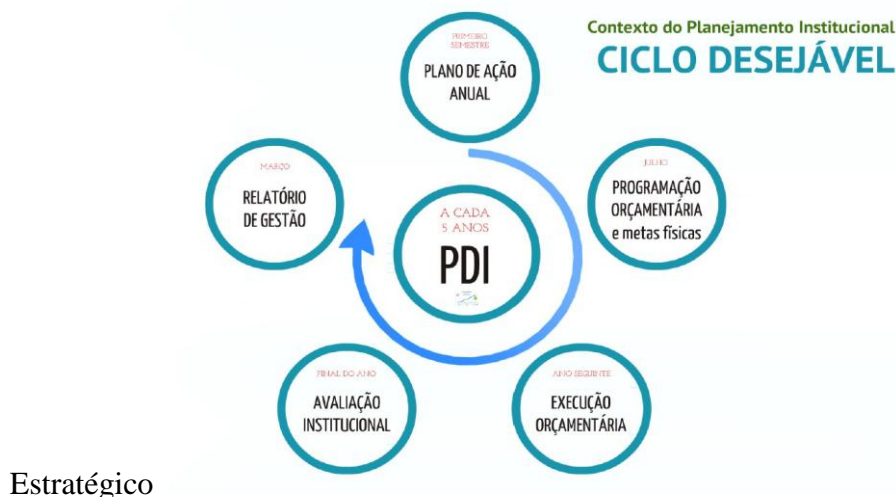 Contexto do Planejamento Institucional
CICLO DESEJÁVEL
PRIMEIRO
SEMESTRE
PLANO DE AÇÃO
ANUAL
JULHO
PROGRAMAÇÃO
ORÇAMENTÁRIA
e metas físicas
ANO SEGUINTE
EXECUÇÃO
ORÇAMENTÁRIA
FINAL DO ANO
AVALIAÇÃO
INSTITUCIONAL
MARÇO
RELATÓRIO
DE GESTÃO
A CADA
5 ANOS
PDI
Estratégico